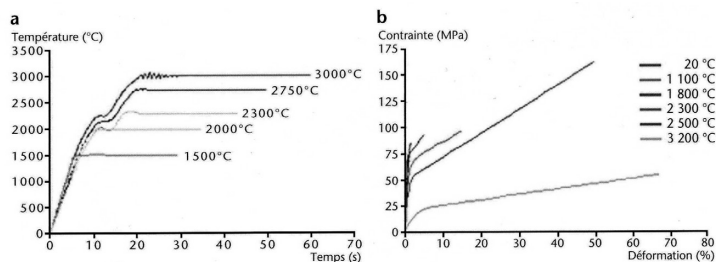 a
Température (°C)
3500
3000
2500
2000
1500
1000
500
0
0 10 20 30 40 50 60 70
Temps (s)
3000°C
2750°C
2300°C
2000°C
1500°C
b
Contrainte (MPa)
175
150
125
100
75
50
25
0
0 10 20 30 40 50 60 70 80
Déformation (%)
20 °C
1 100 °C
1 800 °C
2 300 °C
2 500 °C
3 200 °C